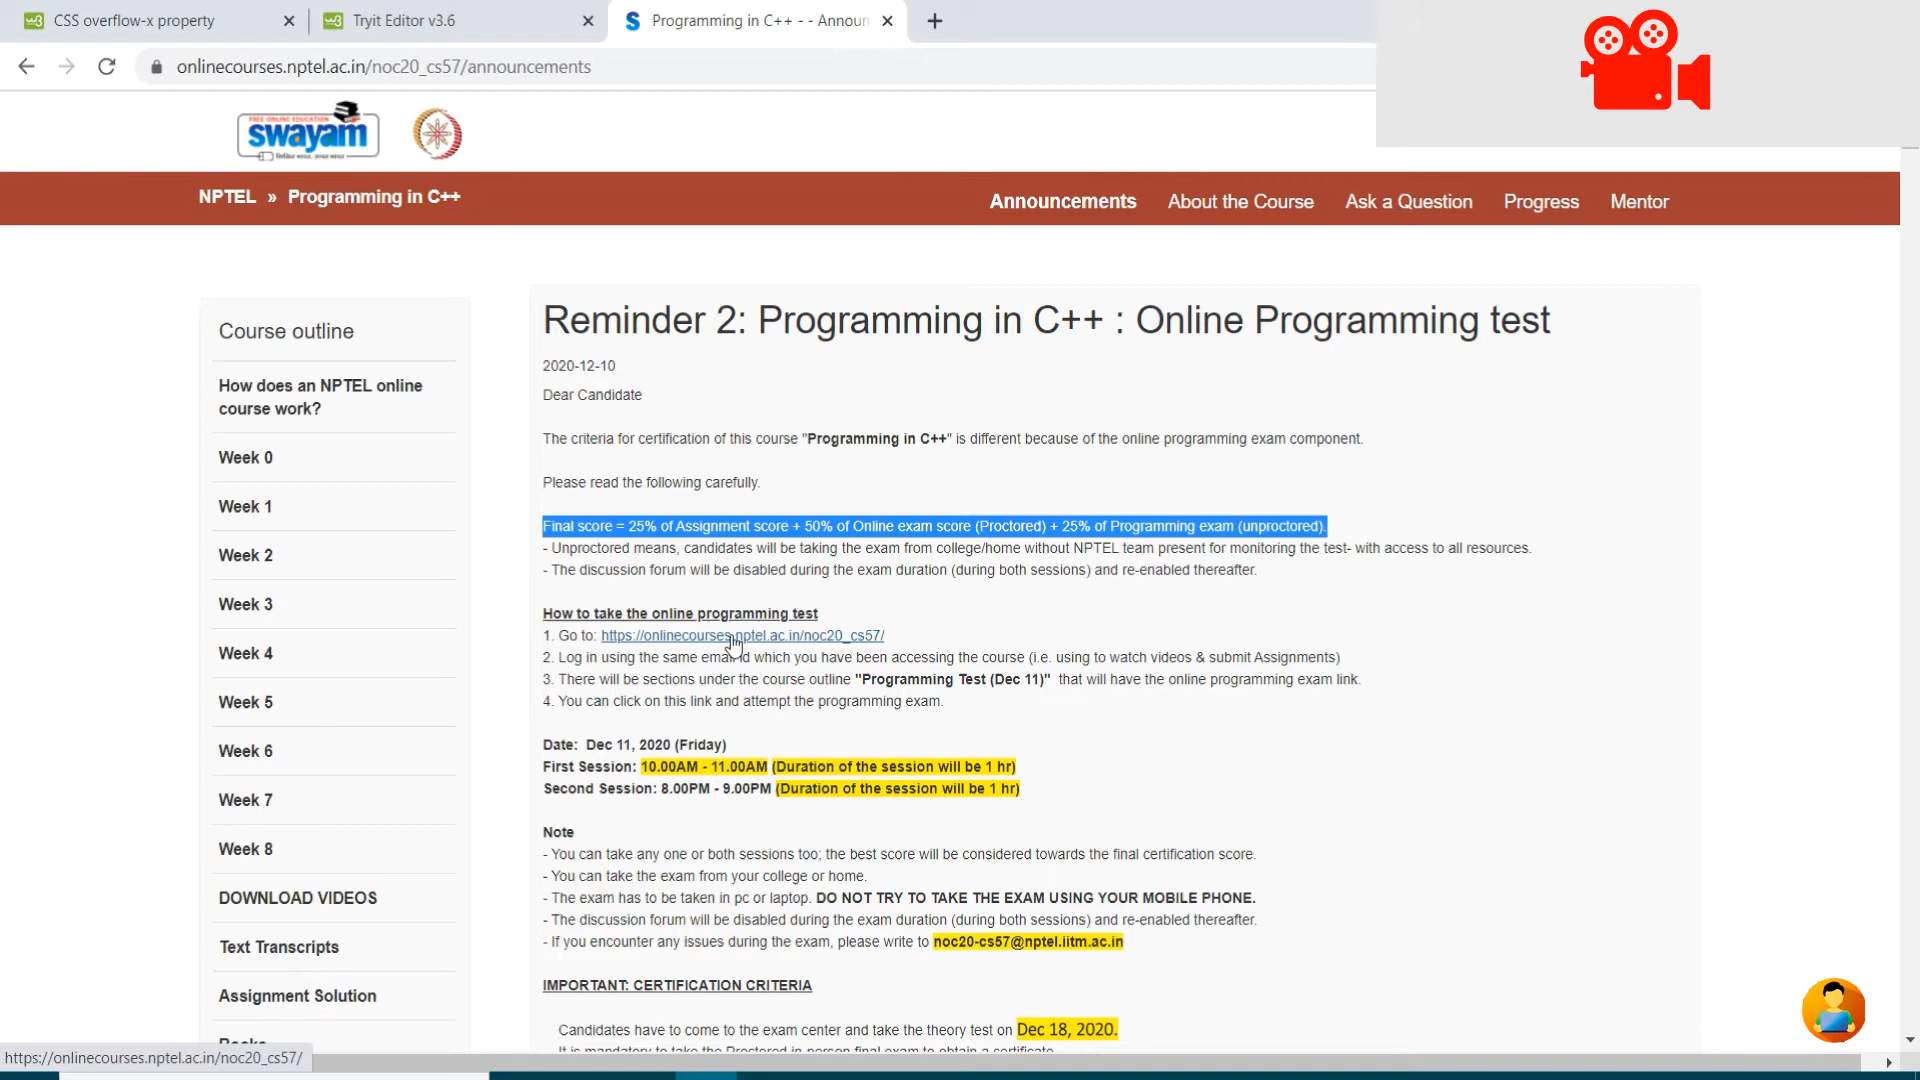 CSS overflow-x property
Tryit Editor v3.6
Programming in C++ - - Announ
onlinecourses.nptel.ac.in/noc20_cs57/announcements
FREE ONLINE EDUCATION
swayam
NPTEL » Programming in C++
Announcements
About the Course
Ask a Question
Progress
Mentor
Course outline
How does an NPTEL online
course work?
Week 0
Week 1
Week 2
Week 3
Week 4
Week 5
Week 6
Week 7
Week 8
DOWNLOAD VIDEOS
Text Transcripts
Assignment Solution
Books
Reminder 2: Programming in C++ : Online Programming test
2020-12-10
Dear Candidate
The criteria for certification of this course "Programming in C++" is different because of the online programming exam component.
Please read the following carefully.
Final score = 25% of Assignment score + 50% of Online exam score (Proctored) + 25% of Programming exam (unproctored).
- Unproctored means, candidates will be taking the exam from college/home without NPTEL team present for monitoring the test- with access to all resources.
- The discussion forum will be disabled during the exam duration (during both sessions) and re-enabled thereafter.
How to take the online programming test
1. Go to: https://onlinecourses.nptel.ac.in/noc20_cs57/
2. Log in using the same email id which you have been accessing the course (i.e. using to watch videos & submit Assignments)
3. There will be sections under the course outline "Programming Test (Dec 11)" that will have the online programming exam link.
4. You can click on this link and attempt the programming exam.
Date: Dec 11, 2020 (Friday)
First Session: 10.00AM - 11.00AM (Duration of the session will be 1 hr)
Second Session: 8.00PM - 9.00PM (Duration of the session will be 1 hr)
Note
- You can take any one or both sessions too; the best score will be considered towards the final certification score.
- You can take the exam from your college or home.
- The exam has to be taken in pc or laptop. DO NOT TRY TO TAKE THE EXAM USING YOUR MOBILE PHONE.
- The discussion forum will be disabled during the exam duration (during both sessions) and re-enabled thereafter.
- If you encounter any issues during the exam, please write to noc20-cs57@nptel.iitm.ac.in
IMPORTANT: CERTIFICATION CRITERIA
Candidates have to come to the exam center and take the theory test on Dec 18, 2020.
It is mandatory to take the Proctored in-person final exam to obtain a certificate.
https://onlinecourses.nptel.ac.in/noc20_cs57/